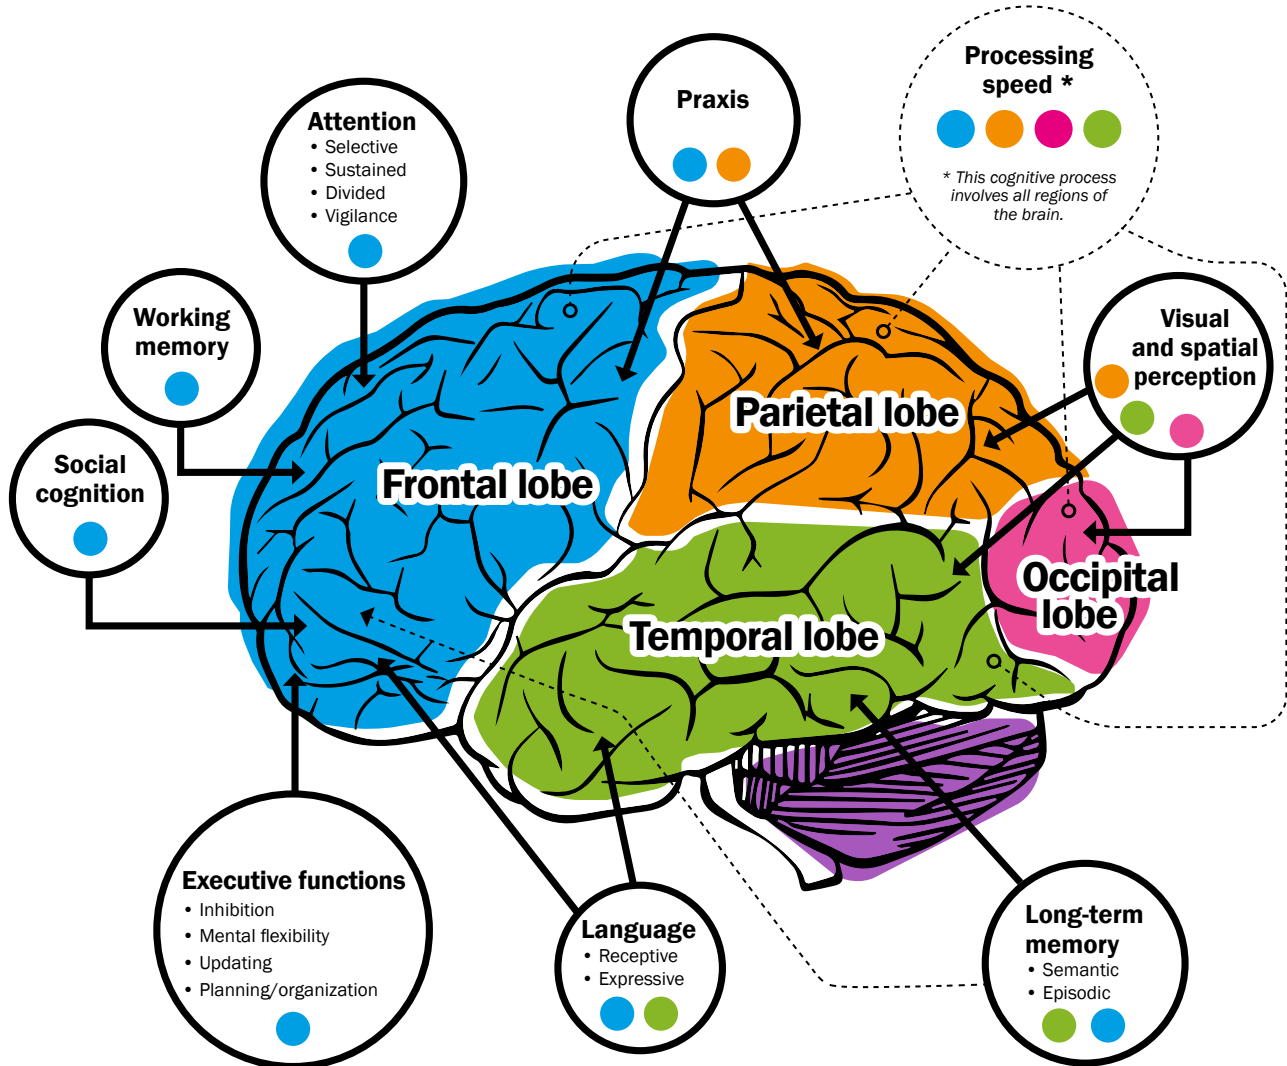 Processing
speed *
* This cognitive process
involves all regions of
the brain.
Praxis
Attention
• Selective
• Sustained
• Divided
• Vigilance
Working
memory
Visual
and spatial
perception
Social
cognition
Parietal lobe
Frontal lobe
Occipital
lobe
Temporal lobe
Executive functions
• Inhibition
• Mental flexibility
• Updating
• Planning/organization
Language
• Receptive
• Expressive
Long-term
memory
• Semantic
• Episodic